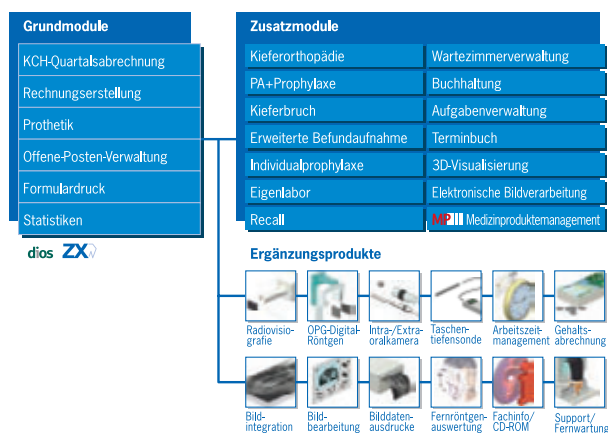 Grundmodule
KCH-Quartalsabrechnung
Rechnungserstellung
Prothetik
Offene-Posten-Verwaltung
Formulardruck
Statistiken
dios ZX
Zusatzmodule
Kieferorthopädie
PA+Prophylaxe
Kieferbruch
Erweiterte Befundaufnahme
Individualprophylaxe
Eigenlabor
Recall
Wartezimmerverwaltung
Buchhaltung
Aufgabenverwaltung
Terminbuch
3D-Visualisierung
Elektronische Bildverarbeitung
MP Medizinproduktemanagement
Ergänzungsprodukte
Radiovisio-
grafie
OPG-Digital-
Röntgen
Intra-/Extra-
oralkamera
Taschen-
tiefensonde
Arbeitszeit-
management
Gehalts-
abrechnung
Bild-
integration
Bild-
bearbeitung
Bilddaten-
ausdrucke
Fernröntgen-
auswertung
Fachinfo/
CD-ROM
Support/
Fernwartung